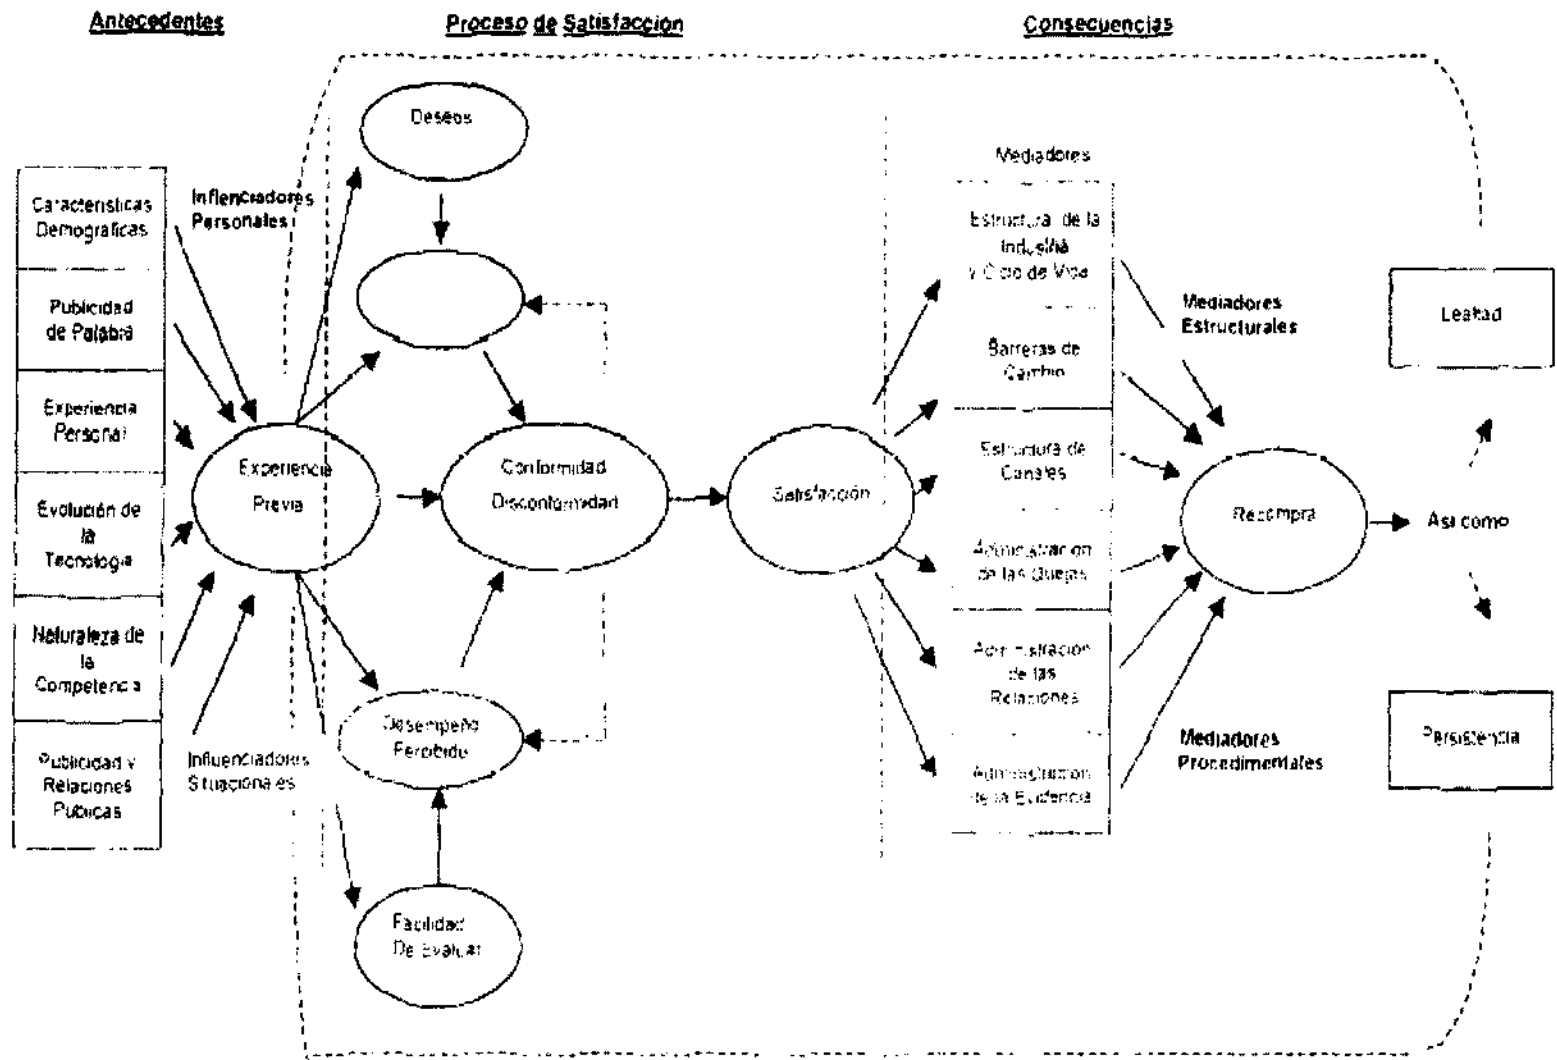 Antecedentes
Proceso de Satisfaccion
Consecuencias
Caracteristicas
Demograficas
Publicidad
de Palabra
Experiencia
Personal
Evolución de
la
Tecnologia
Naturaleza de
la
Competencia
Publicidad y
Relaciones
Publicas
Inflenciadores
Personales
Influenciadores
Situacionales
Experiencia
Previa
Deseos
Conformidad
Disconformidad
Desempeño
Percibido
Facilidad
De Evaluar
Satisfacción
Mediadores
Estructura de la
Industria
y Ciclo de Vida
Barreras de
Cambio
Estructura de
Canales
Administracion
de las Quejas
Administracion
de las
Relaciones
Administracion
de la Evidencia
Mediadores
Estructurales
Mediadores
Procedimentales
Recompra
Asi como
Lealtad
Persistencia